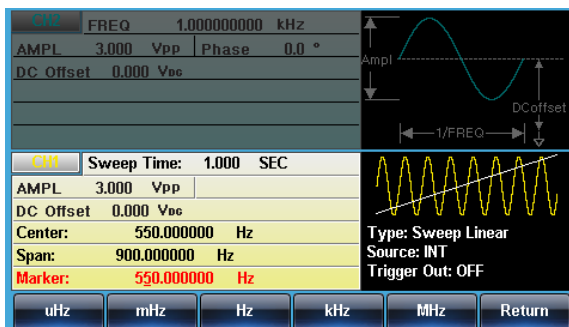 CH2 FREQ 1.000000000 kHz
AMPL 3.000 Vpp Phase 0.0 °
DC Offset 0.000 VDC
Ampl
DCoffset
1/FREQ
CH1 Sweep Time: 1.000 SEC
AMPL 3.000 Vpp
DC Offset 0.000 VDC
Center: 550.000000 Hz
Span: 900.000000 Hz
Marker: 550.000000 Hz
Type: Sweep Linear
Source: INT
Trigger Out: OFF
uHz mHz Hz kHz MHz Return